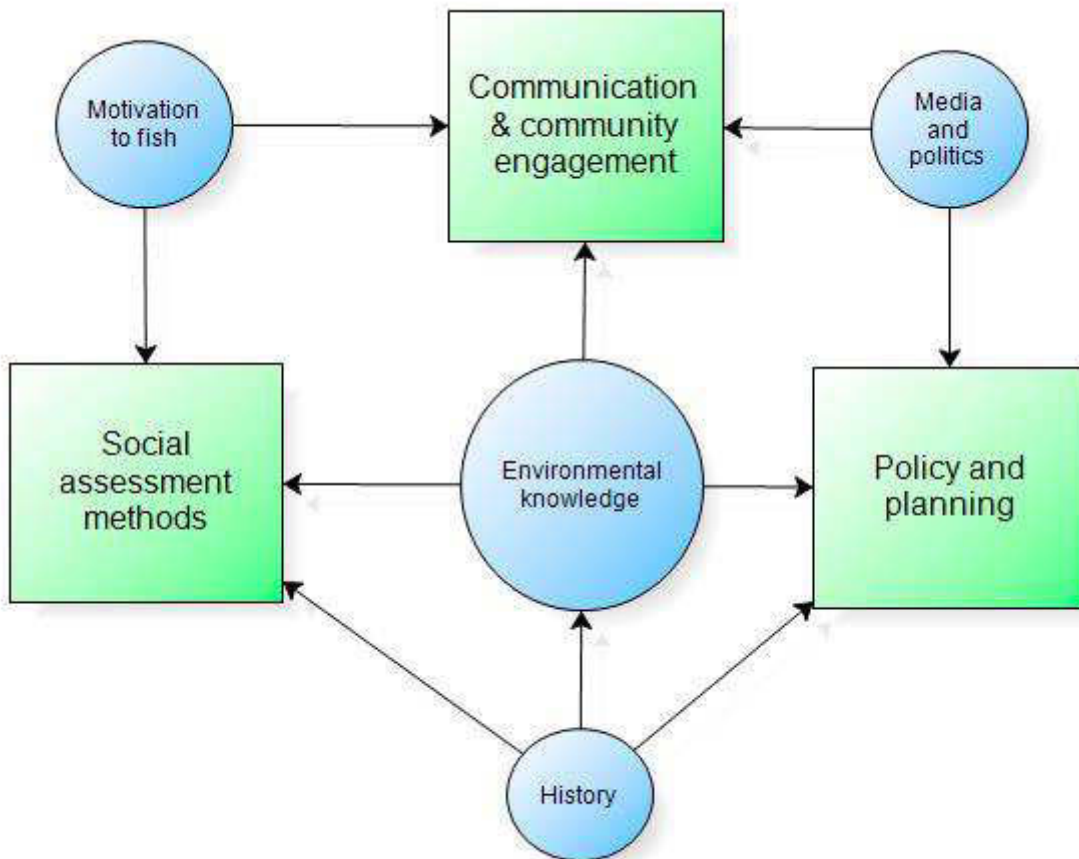 Motivation
to fish
Communication
& community
engagement
Media
and
politics
Social
assessment
methods
Environmental
knowledge
Policy and
planning
History